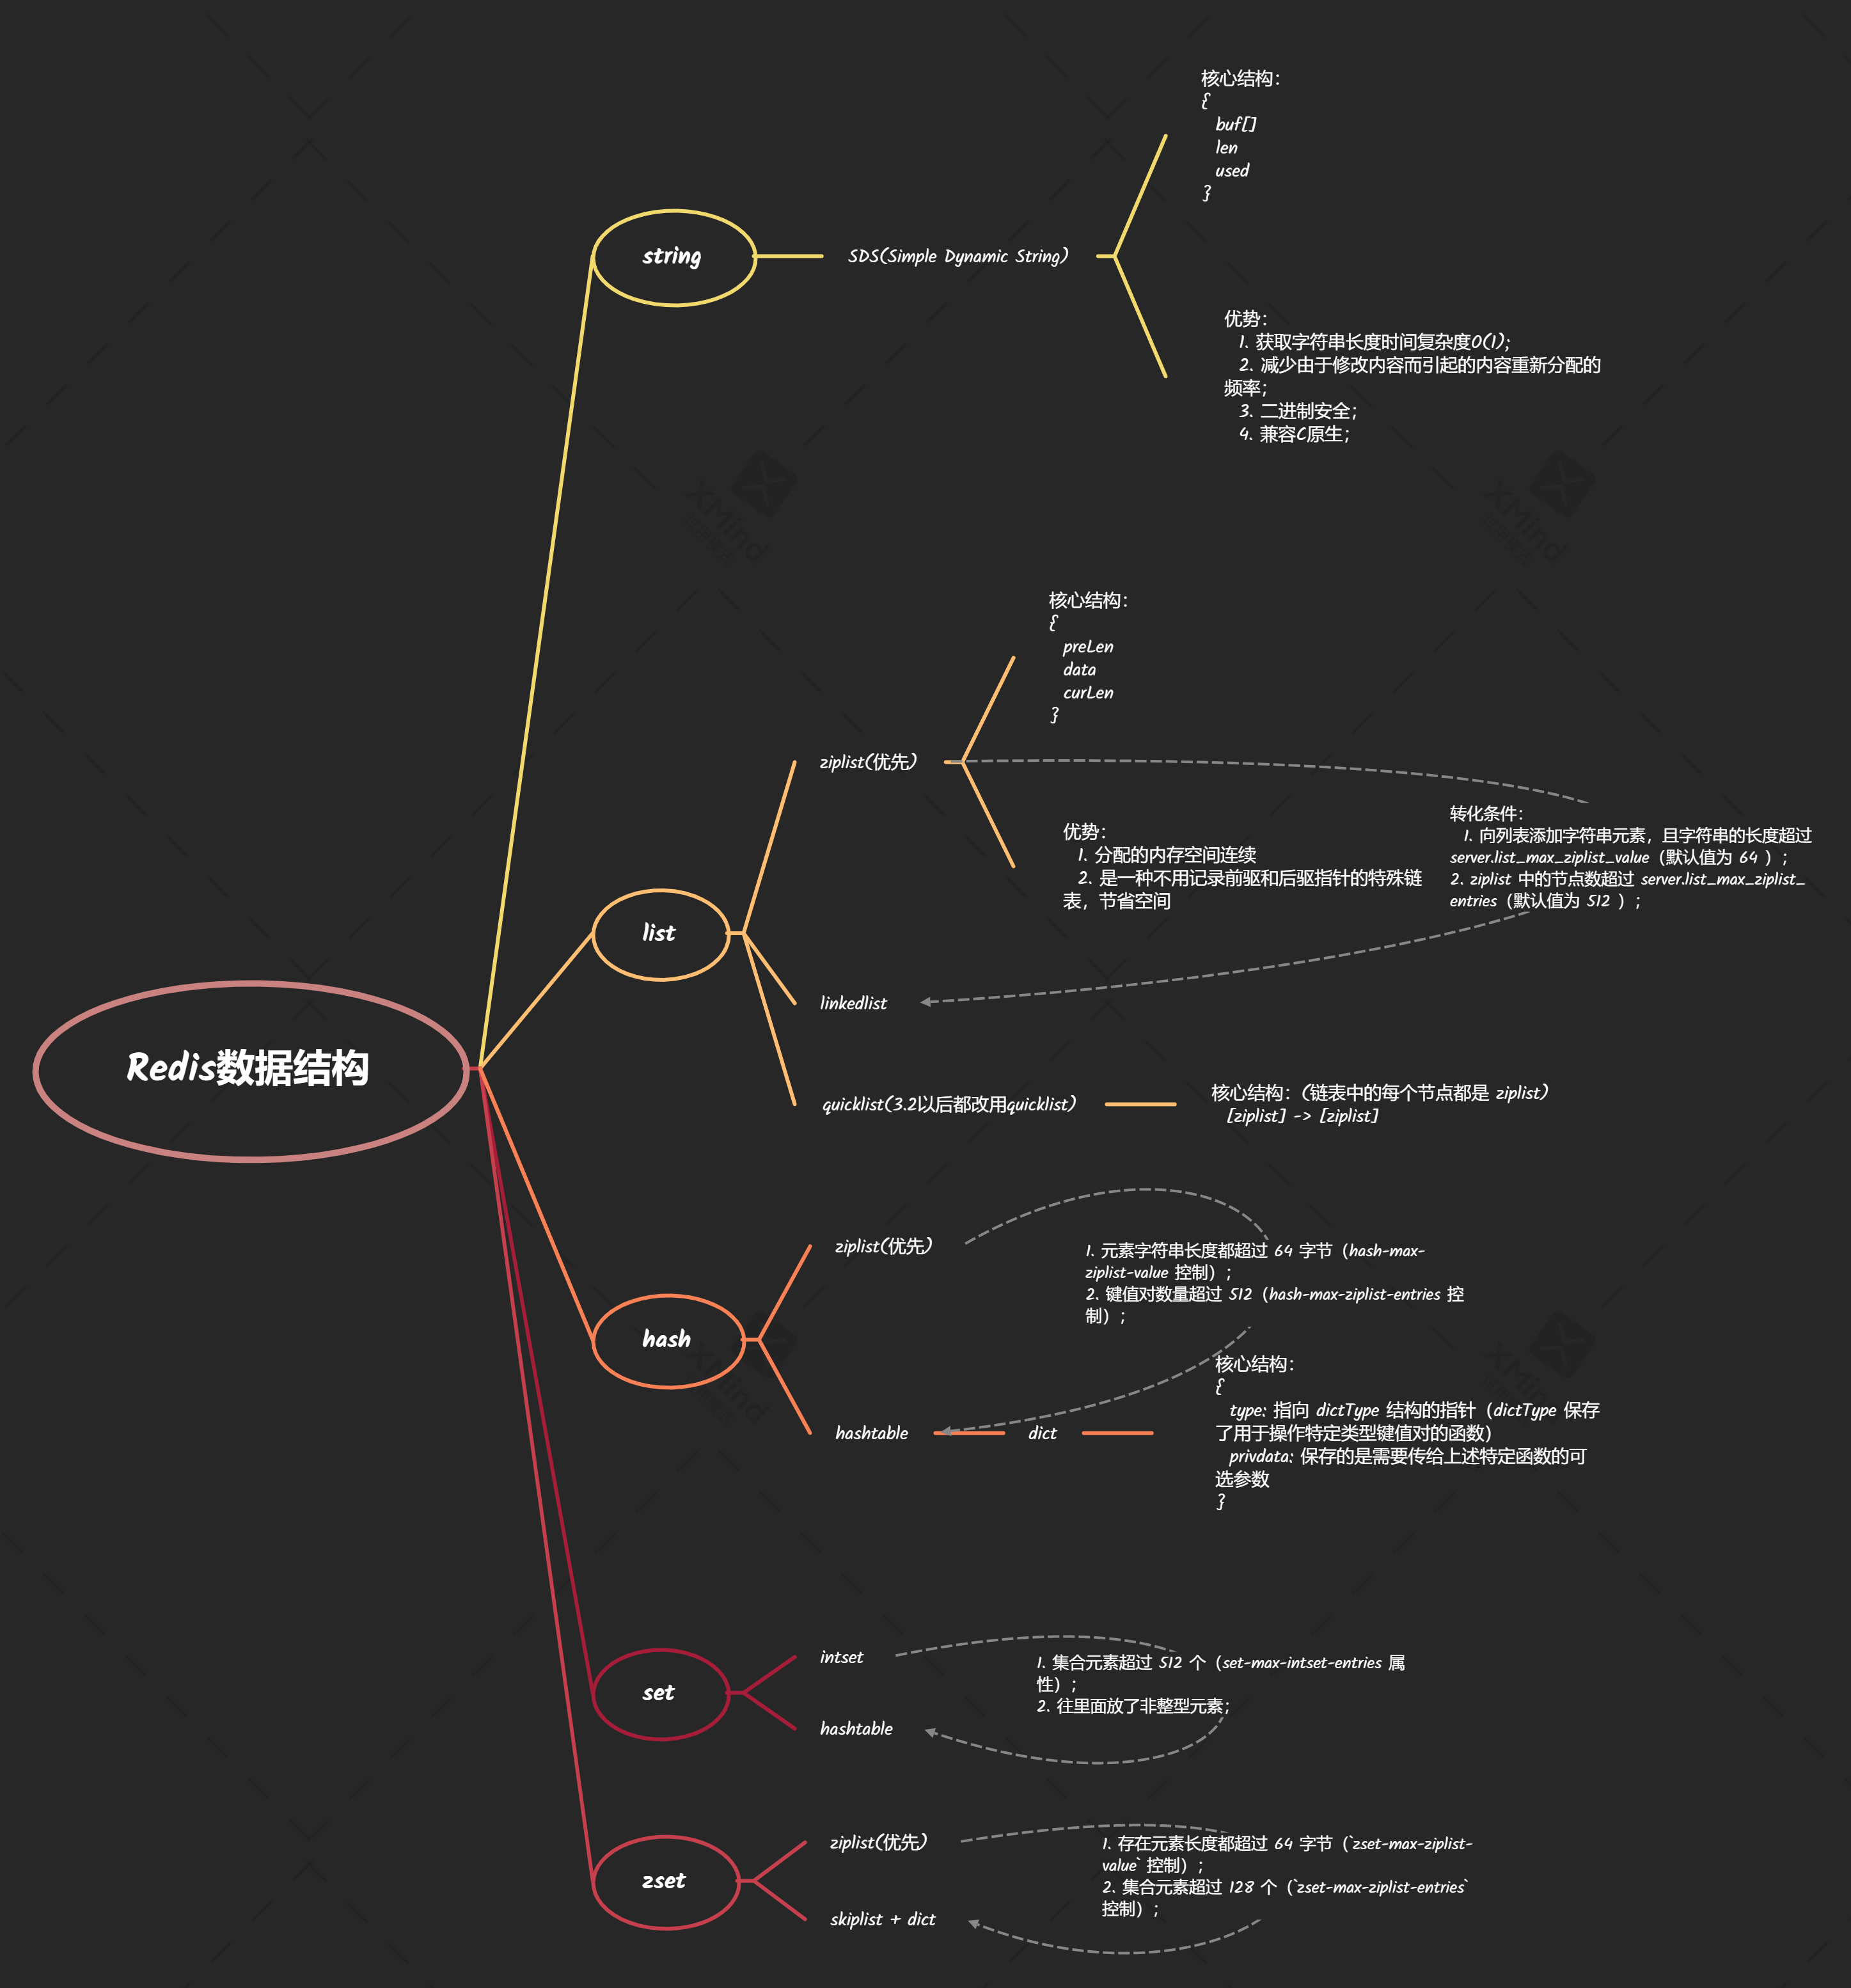 核心结构：
{
buf[]
len
used
}
string
SDS(Simple Dynamic String)
优势：
1. 获取字符串长度时间复杂度O(1)；
2. 减少由于修改内容而引起的内容重新分配的
频率；
3. 二进制安全；
4. 兼容C原生；
XMind
XMind
核心结构：
{
preLen
data
curLen
}
ziplist(优先)
优势：
1. 分配的内存空间连续
2. 是一种不用记录前驱和后驱指针的特殊链
表，节省空间
转化条件：
1. 向列表添加字符串元素，且字符串的长度超过
server.list_max_ziplist_value（默认值为 64 ）；
2. ziplist 中的节点数超过 server.list_max_ziplist_
entries（默认值为 512 ）；
list
linkedlist
Redis数据结构
quicklist(3.2以后都改用quicklist)
核心结构：（链表中的每个节点都是 ziplist）
[ziplist] -> [ziplist]
ziplist(优先)
1. 元素字符串长度都超过 64 字节（hash-max-
ziplist-value 控制）；
2. 键值对数量超过 512（hash-max-ziplist-entries 控
制）；
hash
XMind
XMind
hashtable
dict
核心结构：
{
type: 指向 dictType 结构的指针（dictType 保存
了用于操作特定类型键值对的函数）
privdata: 保存的是需要传给上述特定函数的可
选参数
}
intset
1. 集合元素超过 512 个（set-max-intset-entries 属
性）；
2. 往里面放了非整型元素；
set
hashtable
ziplist(优先)
1. 存在元素长度都超过 64 字节（`zset-max-ziplist-
value` 控制）；
2. 集合元素超过 128 个（`zset-max-ziplist-entries`
控制）；
zset
skiplist + dict